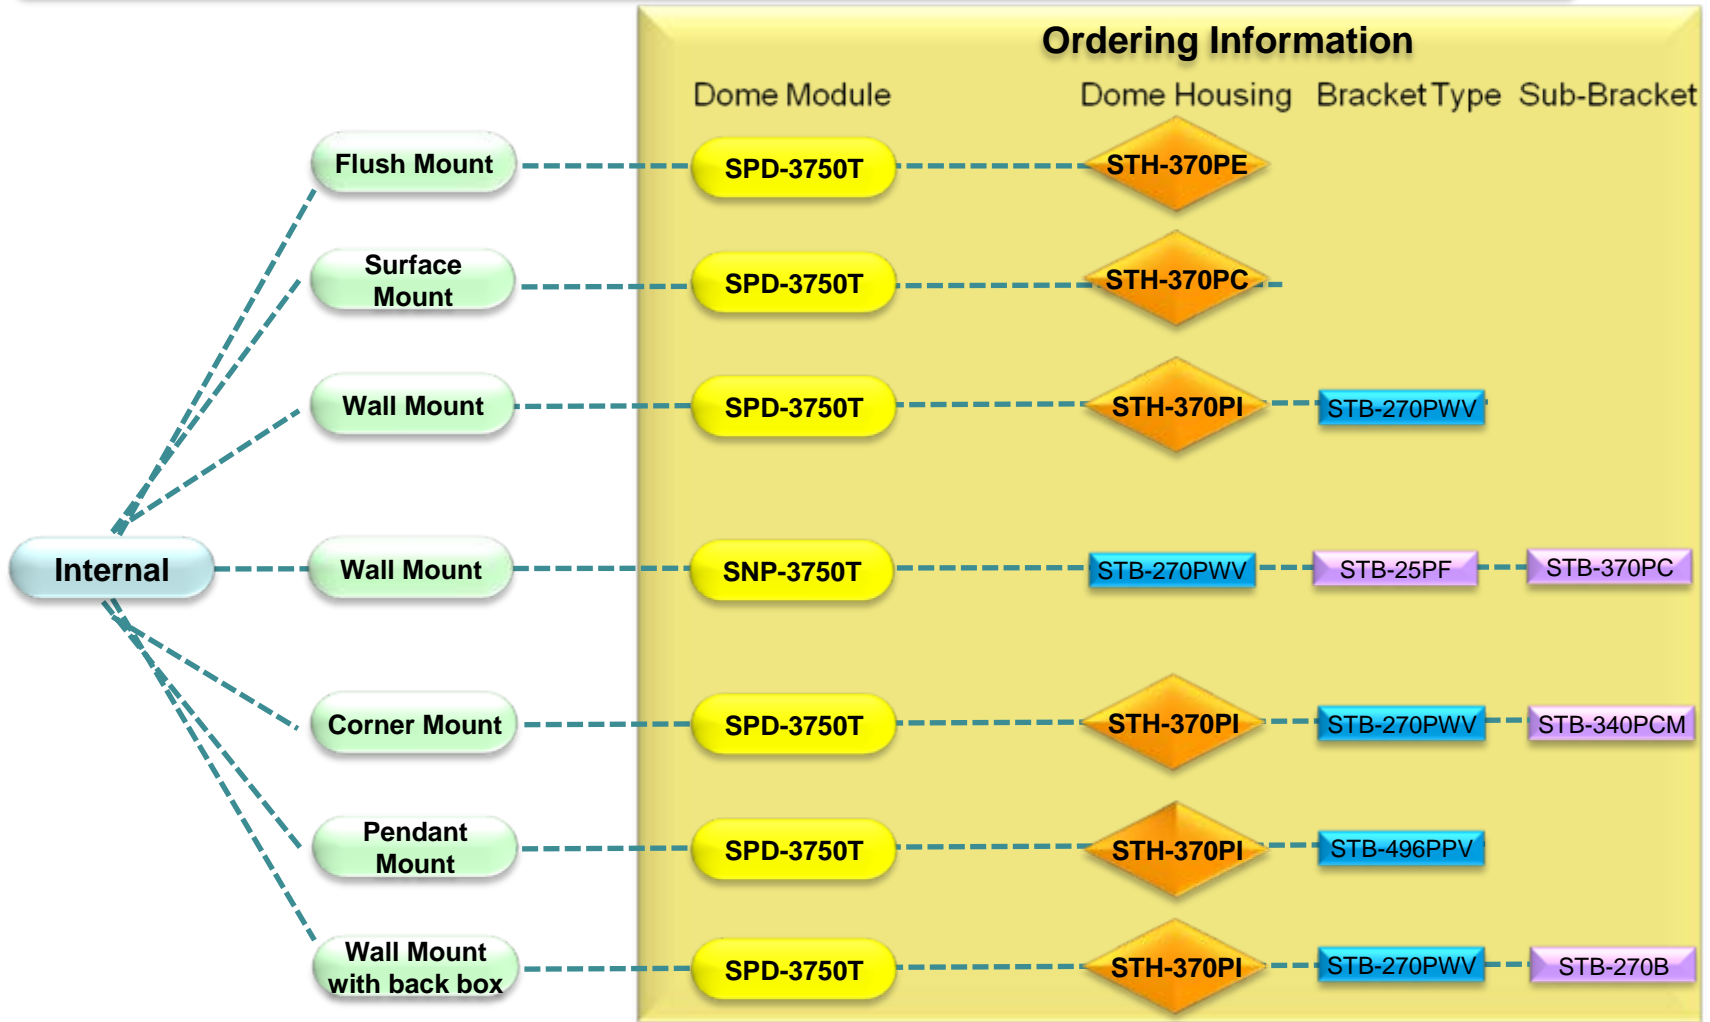 Ordering Information
Dome Module
Dome Housing
Bracket Type
Sub-Bracket
Flush Mount
SPD-3750T
STH-370PE
Surface
Mount
SPD-3750T
STH-370PC
Wall Mount
SPD-3750T
STH-370PI
STB-270PWV
Internal
Wall Mount
SNP-3750T
STB-270PWV
STB-25PF
STB-370PC
Corner Mount
SPD-3750T
STH-370PI
STB-270PWV
STB-340PCM
Pendant
Mount
SPD-3750T
STH-370PI
STB-496PPV
Wall Mount
with back box
SPD-3750T
STH-370PI
STB-270PWV
STB-270B